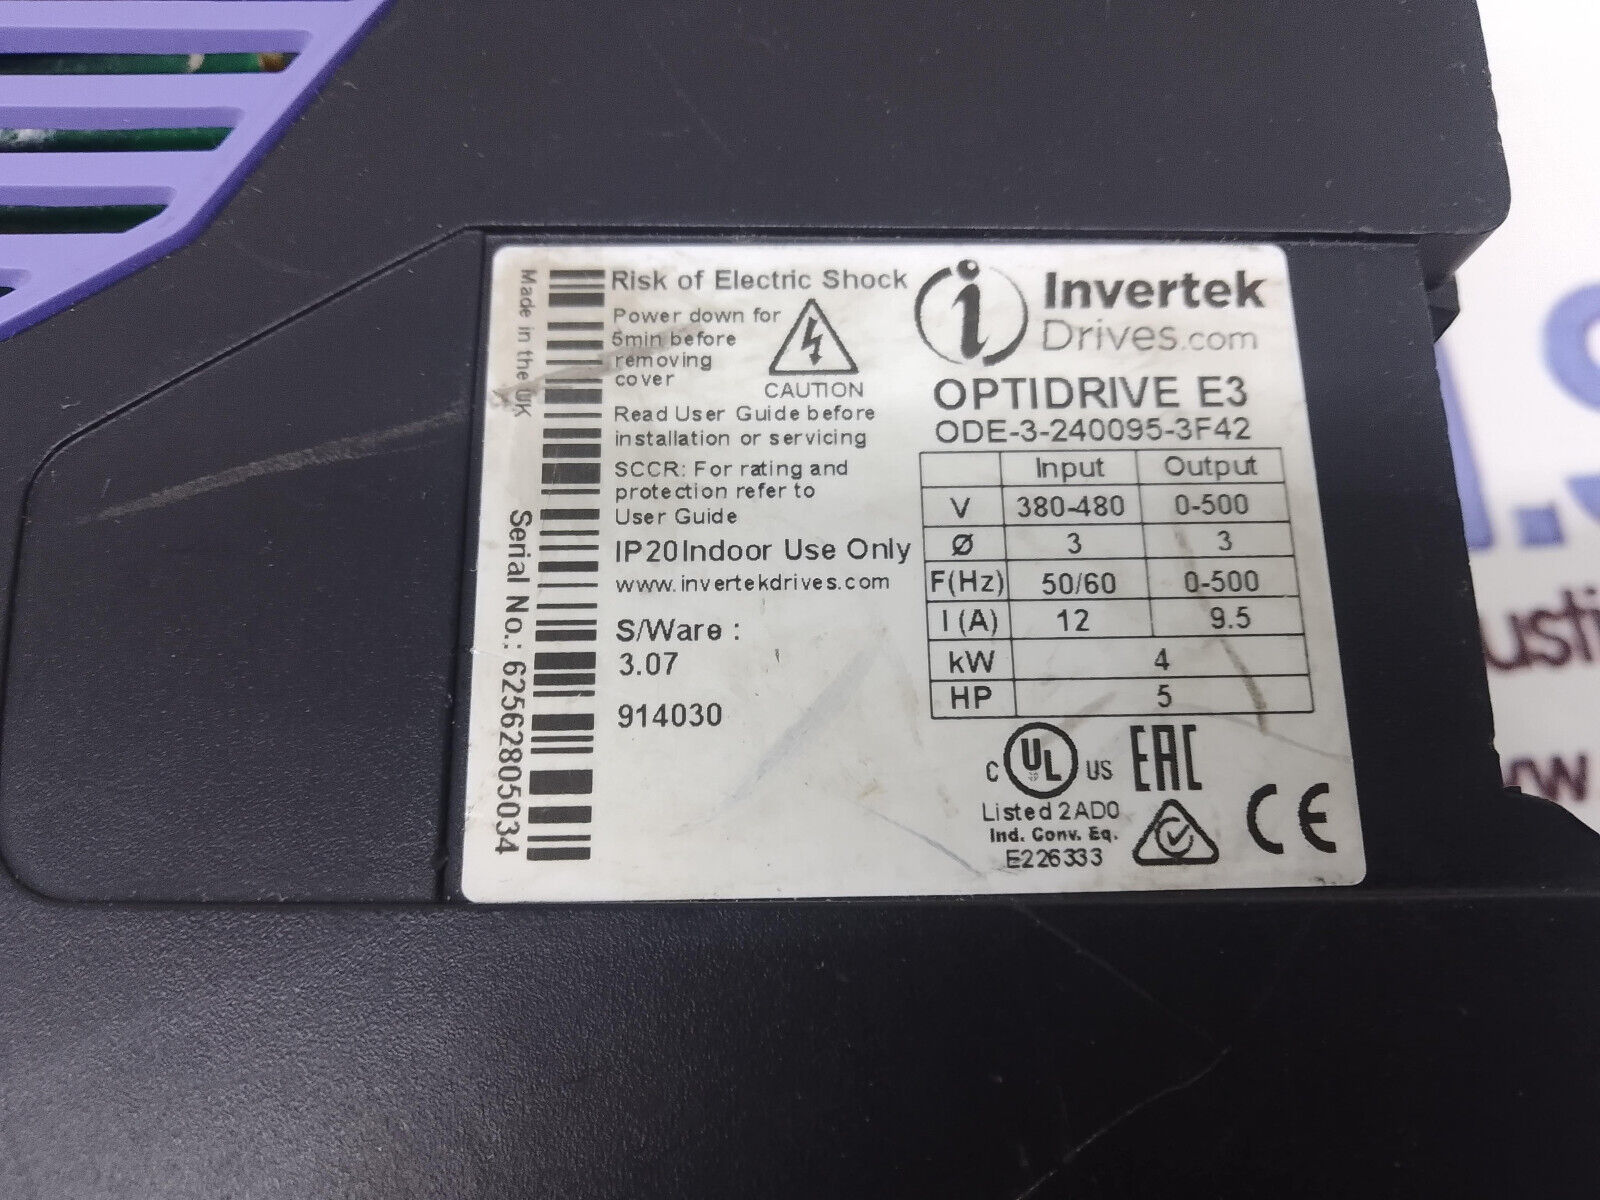 Made in the UK
Serial No.: 62562805034
Risk of Electric Shock
Power down for
5min before
removing
cover
CAUTION
Read User Guide before
installation or servicing
SCCR: For rating and
protection refer to
User Guide
IP20 Indoor Use Only
www.invertekdrives.com
S/Ware :
3.07
914030
Invertek
Drives.com
OPTIDRIVE E3
ODE-3-240095-3F42
Input Output
V 380-480 0-500
Ø 3 3
F(Hz) 50/60 0-500
I (A) 12 9.5
kW 4
HP 5
C UL US EAC
Listed 2AD0
Ind. Conv. Eq.
E226333
CE